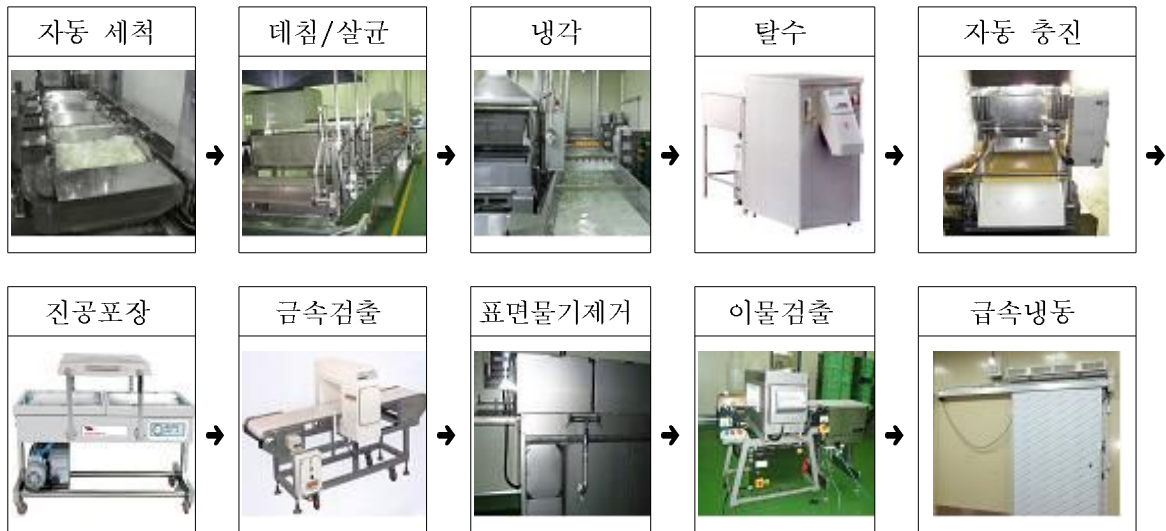 자동 세척
데침/살균
냉각
탈수
자동 충진
진공포장
금속검출
표면물기제거
이물검출
급속냉동